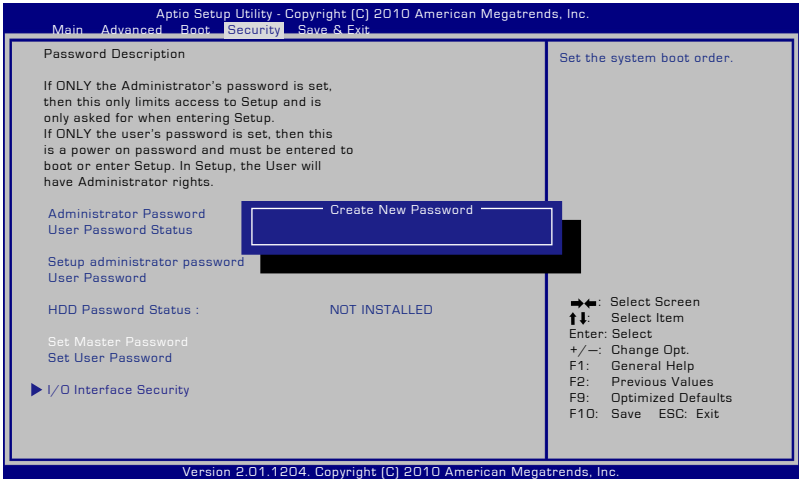 Aptio Setup Utility - Copyright (C) 2010 American Megatrends, Inc.
Main Advanced Boot Security Save & Exit
Password Description
If ONLY the Administrator's password is set,
then this only limits access to Setup and is
only asked for when entering Setup.
If ONLY the user's password is set, then this
is a power on password and must be entered to
boot or enter Setup. In Setup, the User will
have Administrator rights.
Administrator Password
User Password Status
Create New Password
Setup administrator password
User Password
HDD Password Status : NOT INSTALLED
Set Master Password
Set User Password
I/O Interface Security
Set the system boot order.
→←: Select Screen
↑↓: Select Item
Enter: Select
+/—: Change Opt.
F1: General Help
F2: Previous Values
F9: Optimized Defaults
F10: Save ESC: Exit
Version 2.01.1204. Copyright (C) 2010 American Megatrends, Inc.